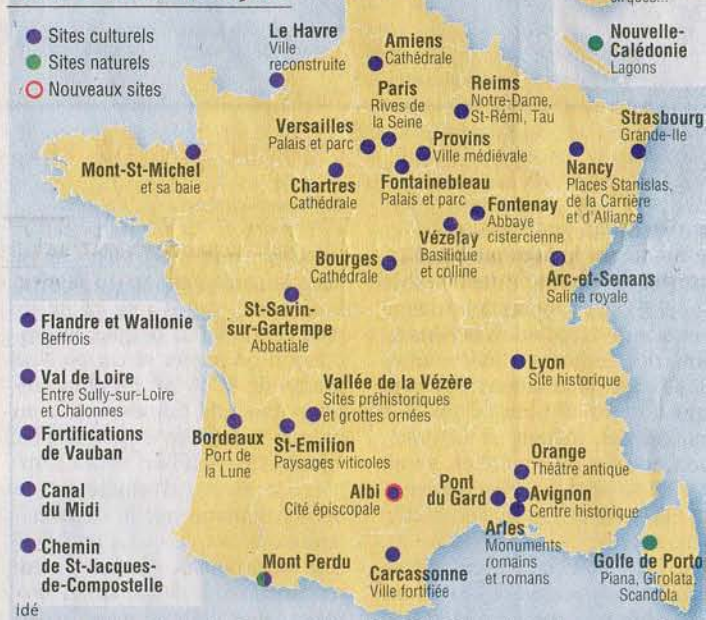 Sites culturels
Sites naturels
Nouveaux sites
Nouvelle-
Calédonie
Lagons
Le Havre
Ville
reconstruite
Amiens
Cathédrale
Paris
Rives de
la Seine
Reims
Notre-Dame,
St-Rémi, Tau
Strasbourg
Grande-Ile
Versailles
Palais et parc
Provins
Ville médiévale
Mont-St-Michel
et sa baie
Chartres
Cathédrale
Fontainebleau
Palais et parc
Nancy
Places Stanislas,
de la Carrière
et d'Alliance
Fontenay
Abbaye
cistercienne
Vézelay
Basilique
et colline
Bourges
Cathédrale
Arc-et-Senans
Saline royale
St-Savin-
sur-Gartempe
Abbatiale
Flandre et Wallonie
Beffrois
Val de Loire
Entre Sully-sur-Loire
et Chalonnes
Fortifications
de Vauban
Canal
du Midi
Chemin
de St-Jacques-
de-Compostelle
Lyon
Site historique
Vallée de la Vézère
Sites préhistoriques
et grottes ornées
Bordeaux
Port de
la Lune
St-Emilion
Paysages viticoles
Orange
Théâtre antique
Albi
Cité épiscopale
Pont
du Gard
Avignon
Centre historique
Arles
Monuments
romains
et romans
Mont Perdu
Carcassonne
Ville fortifiée
Golfe de Porto
Piana, Girolata,
Scandola
idé